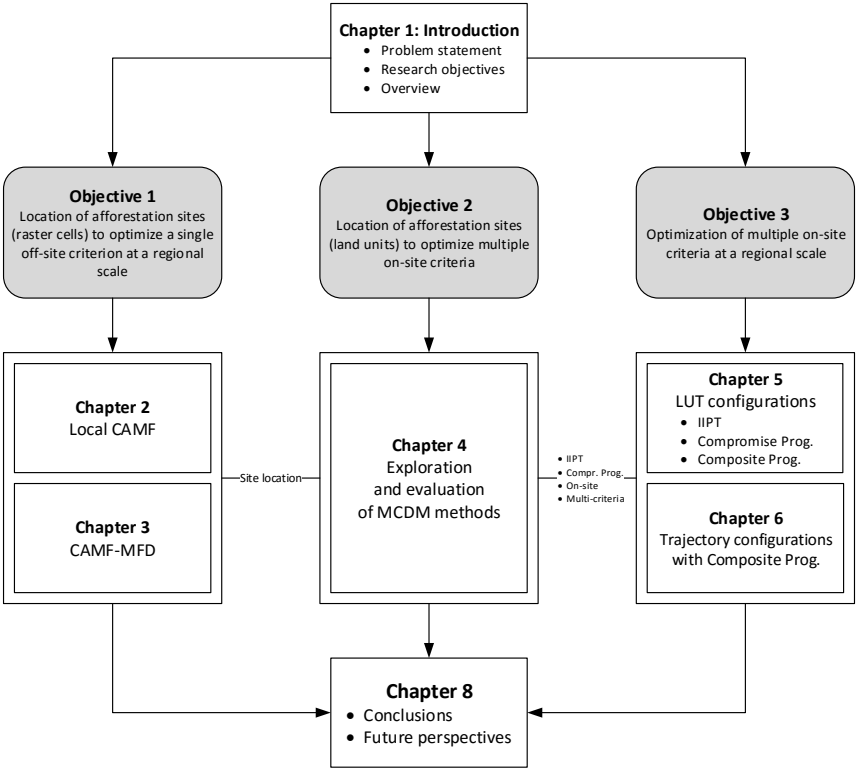 Chapter 1: Introduction
• Problem statement
• Research objectives
• Overview
Objective 1
Location of afforestation sites
(raster cells) to optimize a single
off-site criterion at a regional
scale
Objective 2
Location of afforestation sites
(land units) to optimize multiple
on-site criteria
Objective 3
Optimization of multiple on-site
criteria at a regional scale
Chapter 2
Local CAMF
Chapter 3
CAMF-MFD
Site location
Chapter 4
Exploration
and evaluation
of MCDM methods
• IIPT
• Compr. Prog.
• On-site
• Multi-criteria
Chapter 5
LUT configurations
• IIPT
• Compromise Prog.
• Composite Prog.
Chapter 6
Trajectory configurations
with Composite Prog.
Chapter 8
• Conclusions
• Future perspectives